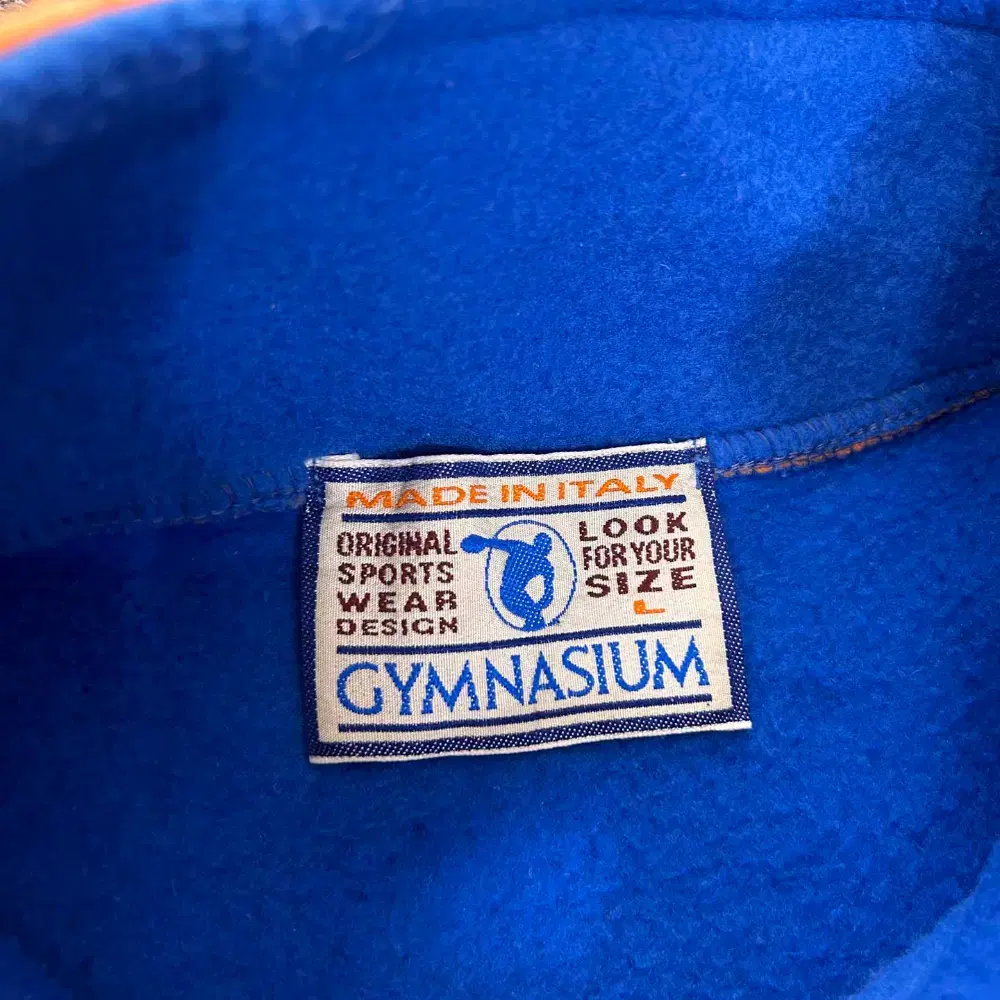 MADE IN ITALY
ORIGINAL
SPORTS
WEAR
DESIGN
LOOK
FOR YOUR
SIZE
L
GYMNASIUM